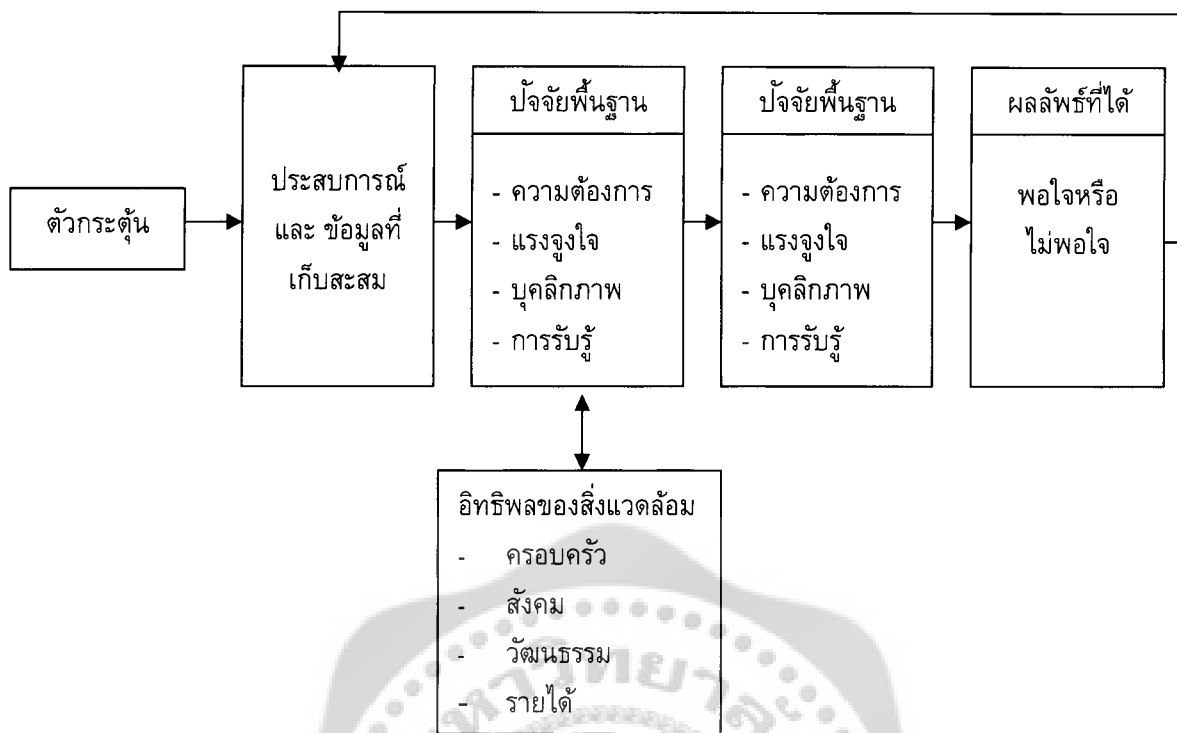 ตัวกระตุ้น
ประสบการณ์
และ ข้อมูลที่
เก็บสะสม
ปัจจัยพื้นฐาน
- ความต้องการ
- แรงจูงใจ
- บุคลิกภาพ
- การรับรู้
ปัจจัยพื้นฐาน
- ความต้องการ
- แรงจูงใจ
- บุคลิกภาพ
- การรับรู้
ผลลัพธ์ที่ได้
พอใจหรือ
ไม่พอใจ
อิทธิพลของสิ่งแวดล้อม
- ครอบครัว
- สังคม
- วัฒนธรรม
- รายได้